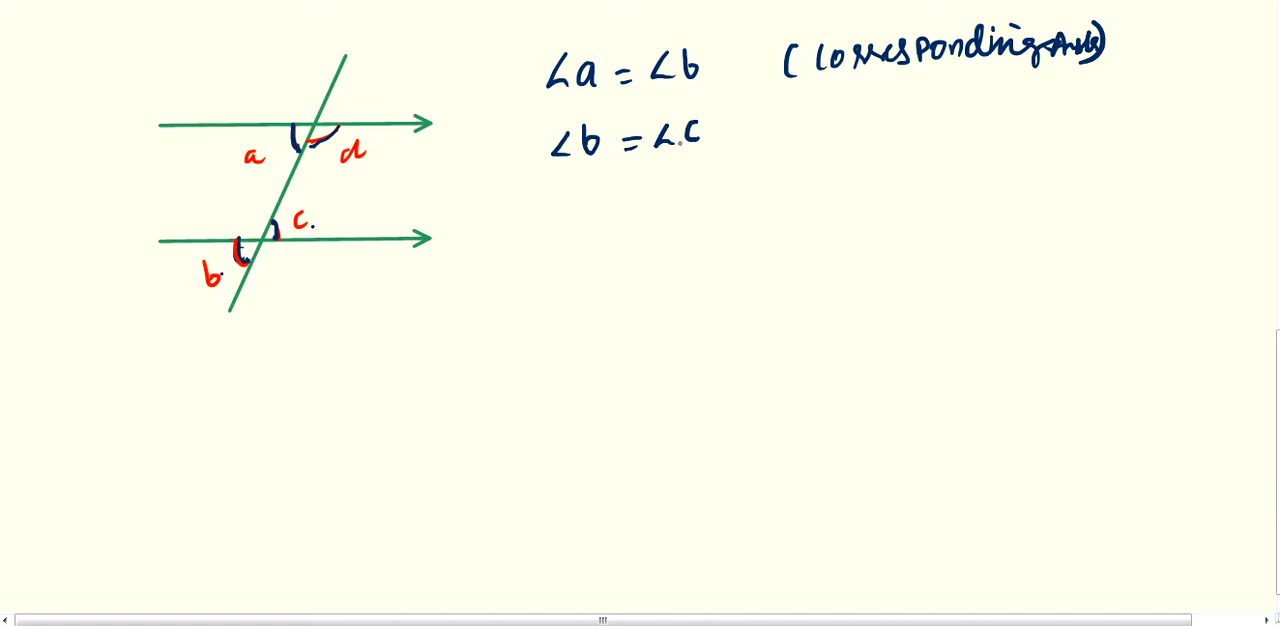 ∠a = ∠b (Corresponding
∠b = ∠c
a d
c.
b.